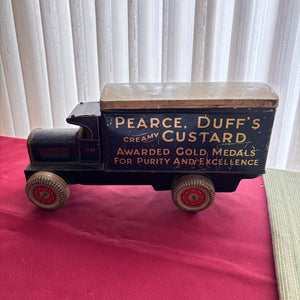 PEARCE, DUFF'S
CREAMY CUSTARD
AWARDED GOLD MEDALS
FOR PURITY AND EXCELLENCE